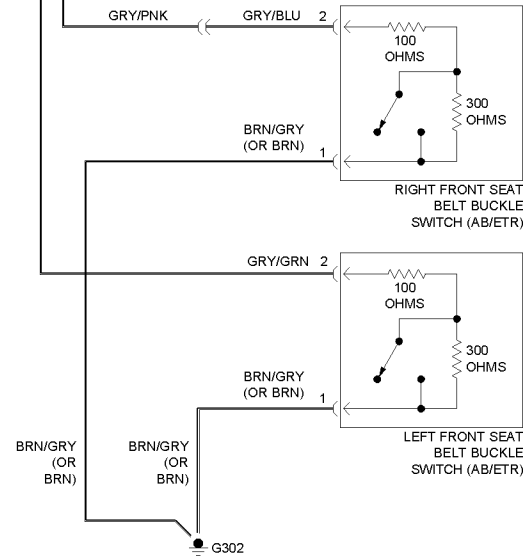 GRY/PNK GRY/BLU 2
100
OHMS
300
OHMS
BRN/GRY
(OR BRN) 1
RIGHT FRONT SEAT
BELT BUCKLE
SWITCH (AB/ETR)
GRY/GRN 2
100
OHMS
300
OHMS
BRN/GRY
(OR BRN) 1
LEFT FRONT SEAT
BELT BUCKLE
SWITCH (AB/ETR)
BRN/GRY
(OR
BRN)
BRN/GRY
(OR
BRN)
G302